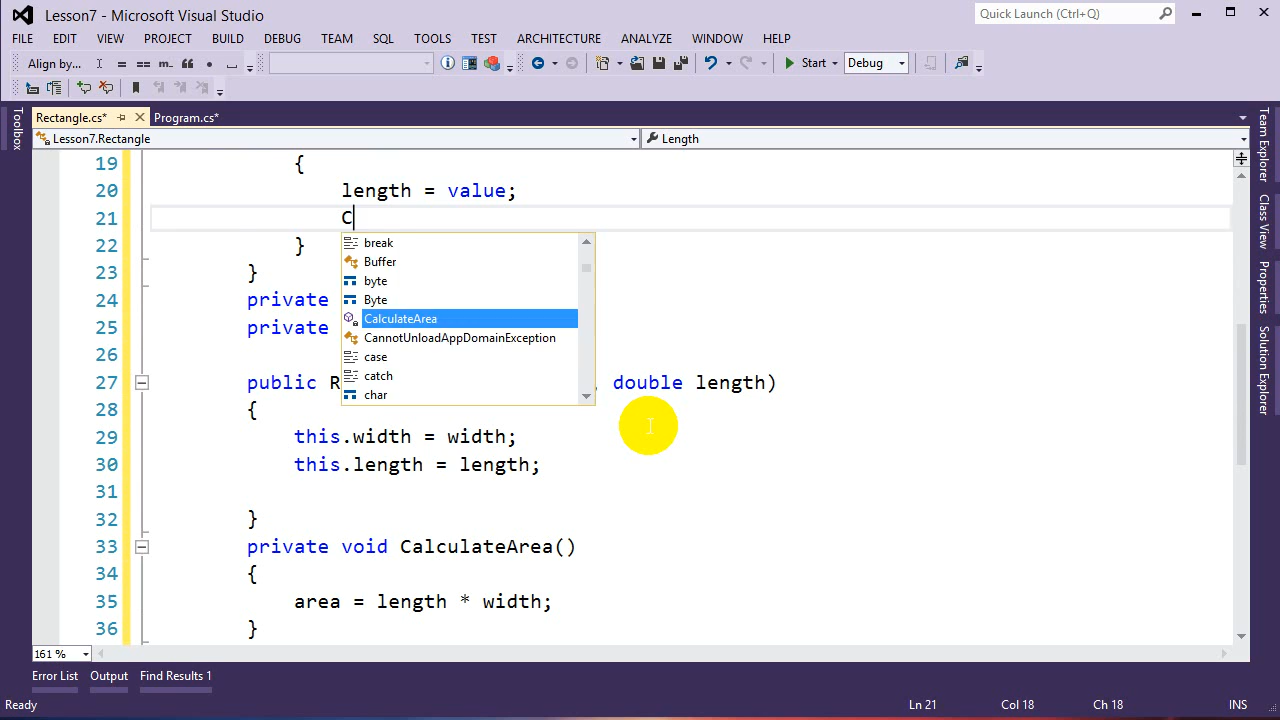 Lesson7 - Microsoft Visual Studio
Quick Launch (Ctrl+Q)
FILE EDIT VIEW PROJECT BUILD DEBUG TEAM SQL TOOLS TEST ARCHITECTURE ANALYZE WINDOW HELP
Align by... = == m.. Start Debug
Rectangle.cs* Program.cs*
Lesson7.Rectangle Length
Toolbox
19 {
20 length = value;
21 C
22 }
23 }
24 private
25 private
26
27 public R , double length)
28 {
29 this.width = width;
30 this.length = length;
31
32 }
33 private void CalculateArea()
34 {
35 area = length * width;
36 }
break
Buffer
byte
Byte
CalculateArea
CannotUnloadAppDomainException
case
catch
char
Team Explorer
Class View
Properties
Solution Explorer
161 %
Error List Output Find Results 1
Ready Ln 21 Col 18 Ch 18 INS